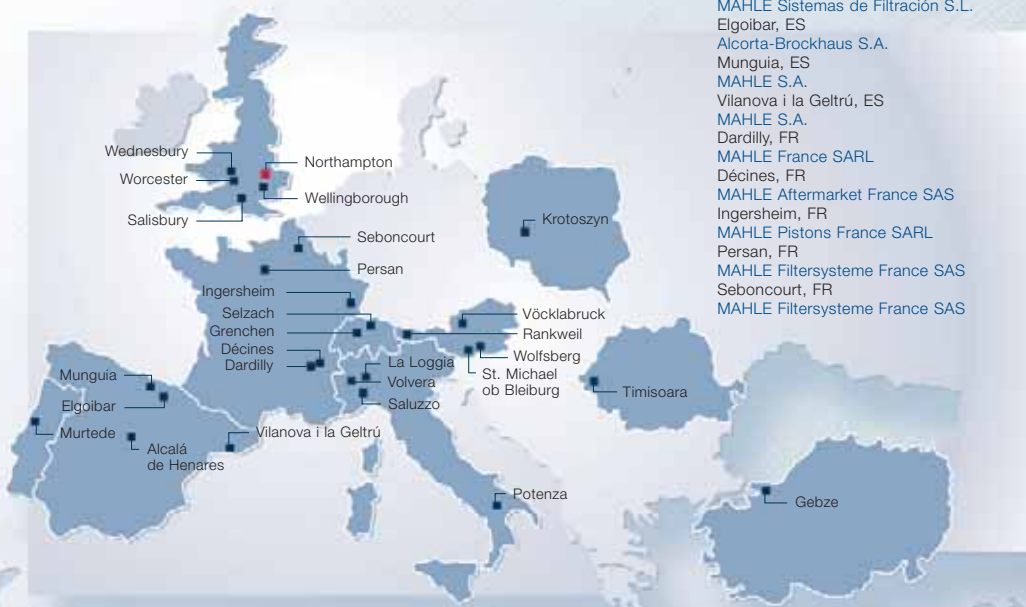 MAHLE Sistemas de Filtración S.L.
Elgoibar, ES
Alcorta-Brockhaus S.A.
Munguia, ES
MAHLE S.A.
Vilanova i la Geltrú, ES
MAHLE S.A.
Dardilly, FR
MAHLE France SARL
Décines, FR
MAHLE Aftermarket France SAS
Ingersheim, FR
MAHLE Pistons France SARL
Persan, FR
MAHLE Filtersysteme France SAS
Seboncourt, FR
MAHLE Filtersysteme France SAS
Wednesbury
Northampton
Worcester
Wellingborough
Salisbury
Krotoszyn
Seboncourt
Persan
Ingersheim
Selzach
Grenchen
Décines
Dardilly
Vöcklabruck
Rankweil
Wolfsberg
St. Michael
ob Bleiburg
La Loggia
Volvera
Saluzzo
Timisoara
Munguia
Elgoibar
Murtede
Alcalá
de Henares
Vilanova i la Geltrú
Potenza
Gebze